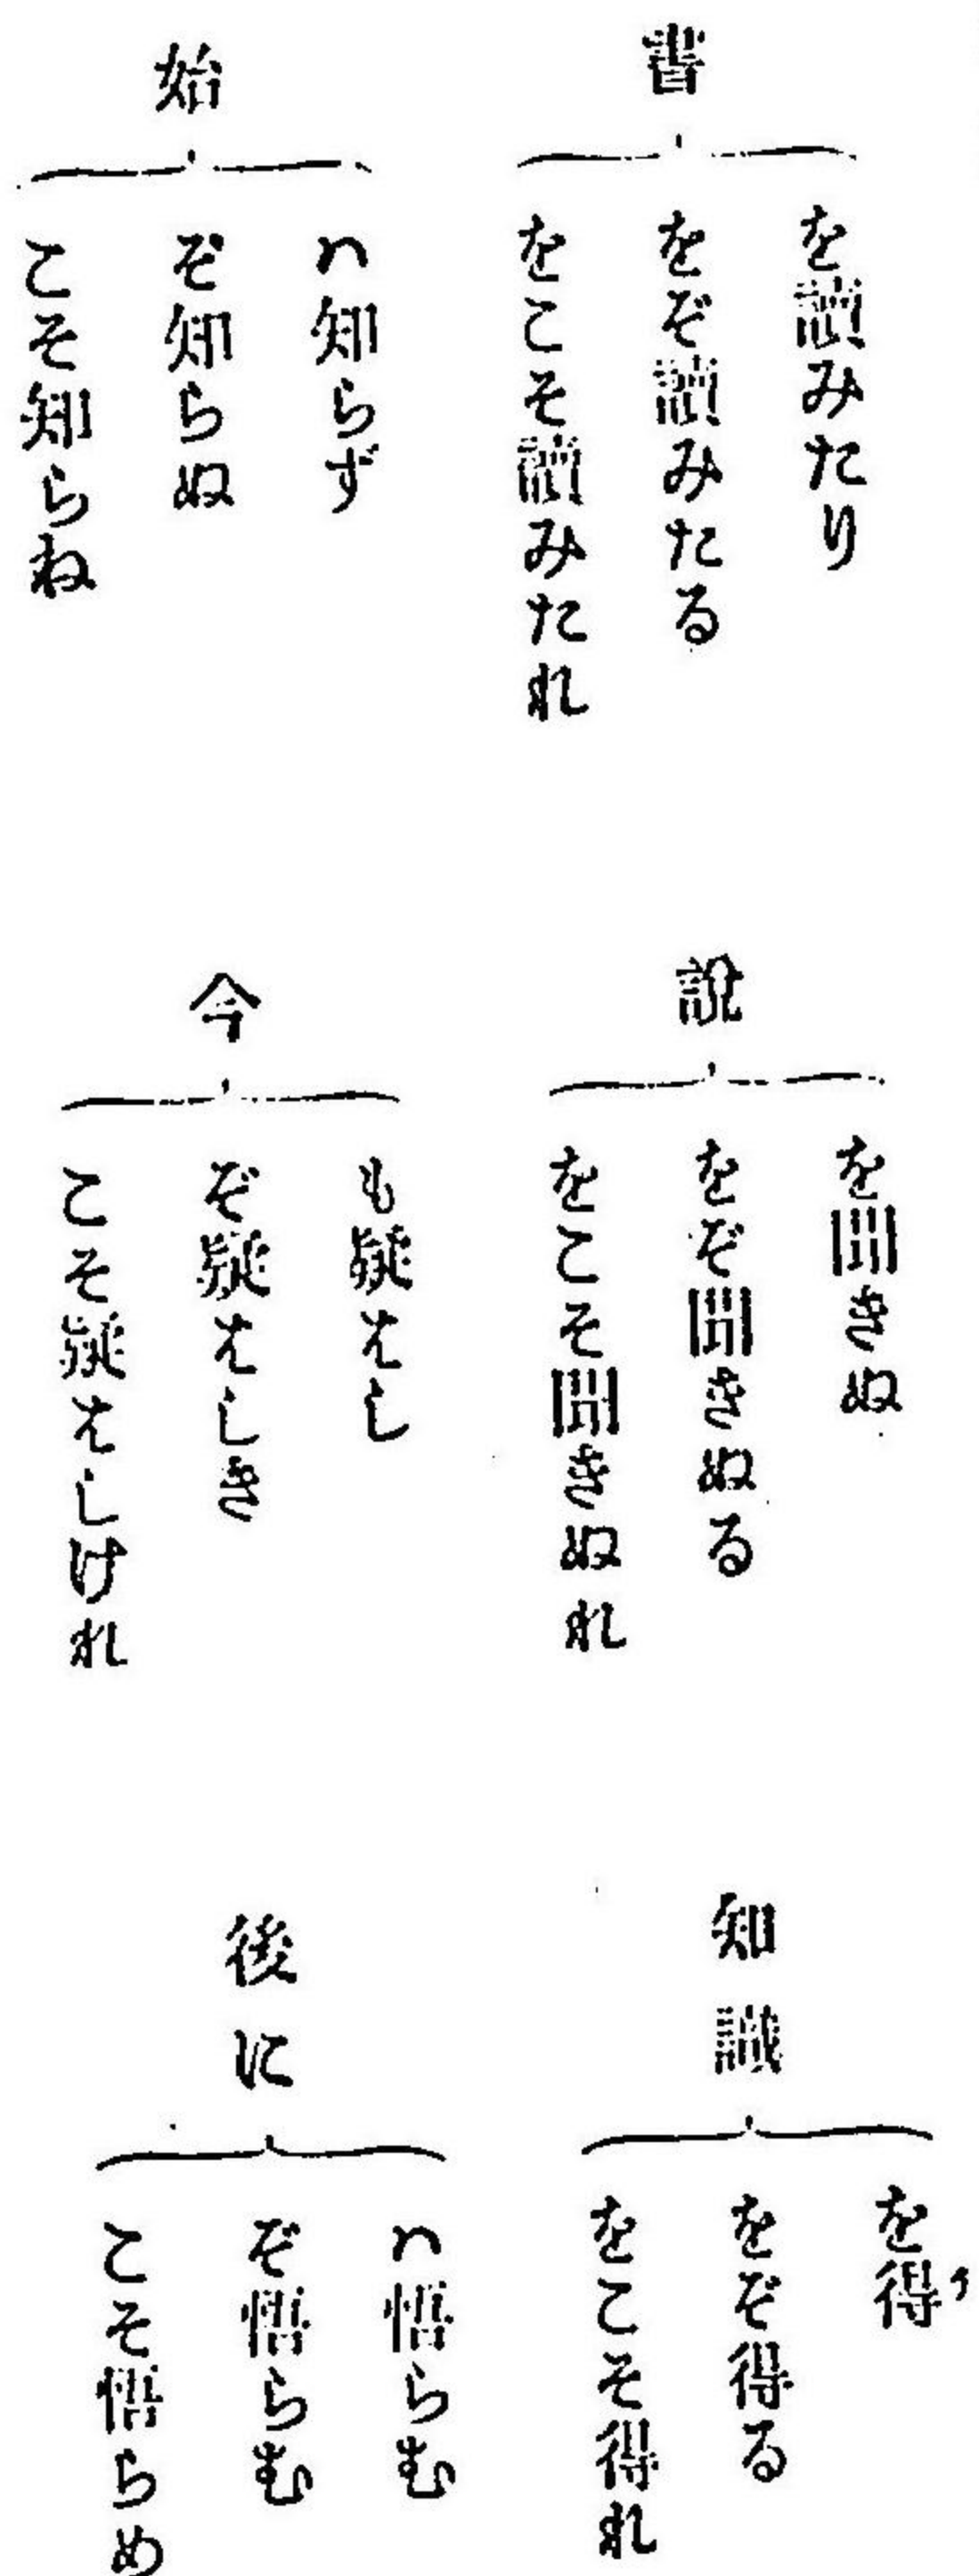 書
を讀みたり
をぞ讀みたる
をこそ讀みたれ
說
を聞きぬ
をぞ聞きぬる
をこそ聞きぬれ
知識
を得ウ
をぞ得る
をこそ得れ
始
ハ知らず
ぞ知らぬ
こそ知らね
今
も疑はし
ぞ疑はしき
こそ疑はしけれ
後に
ハ悟らむ
ぞ悟らむ
こそ悟らめ